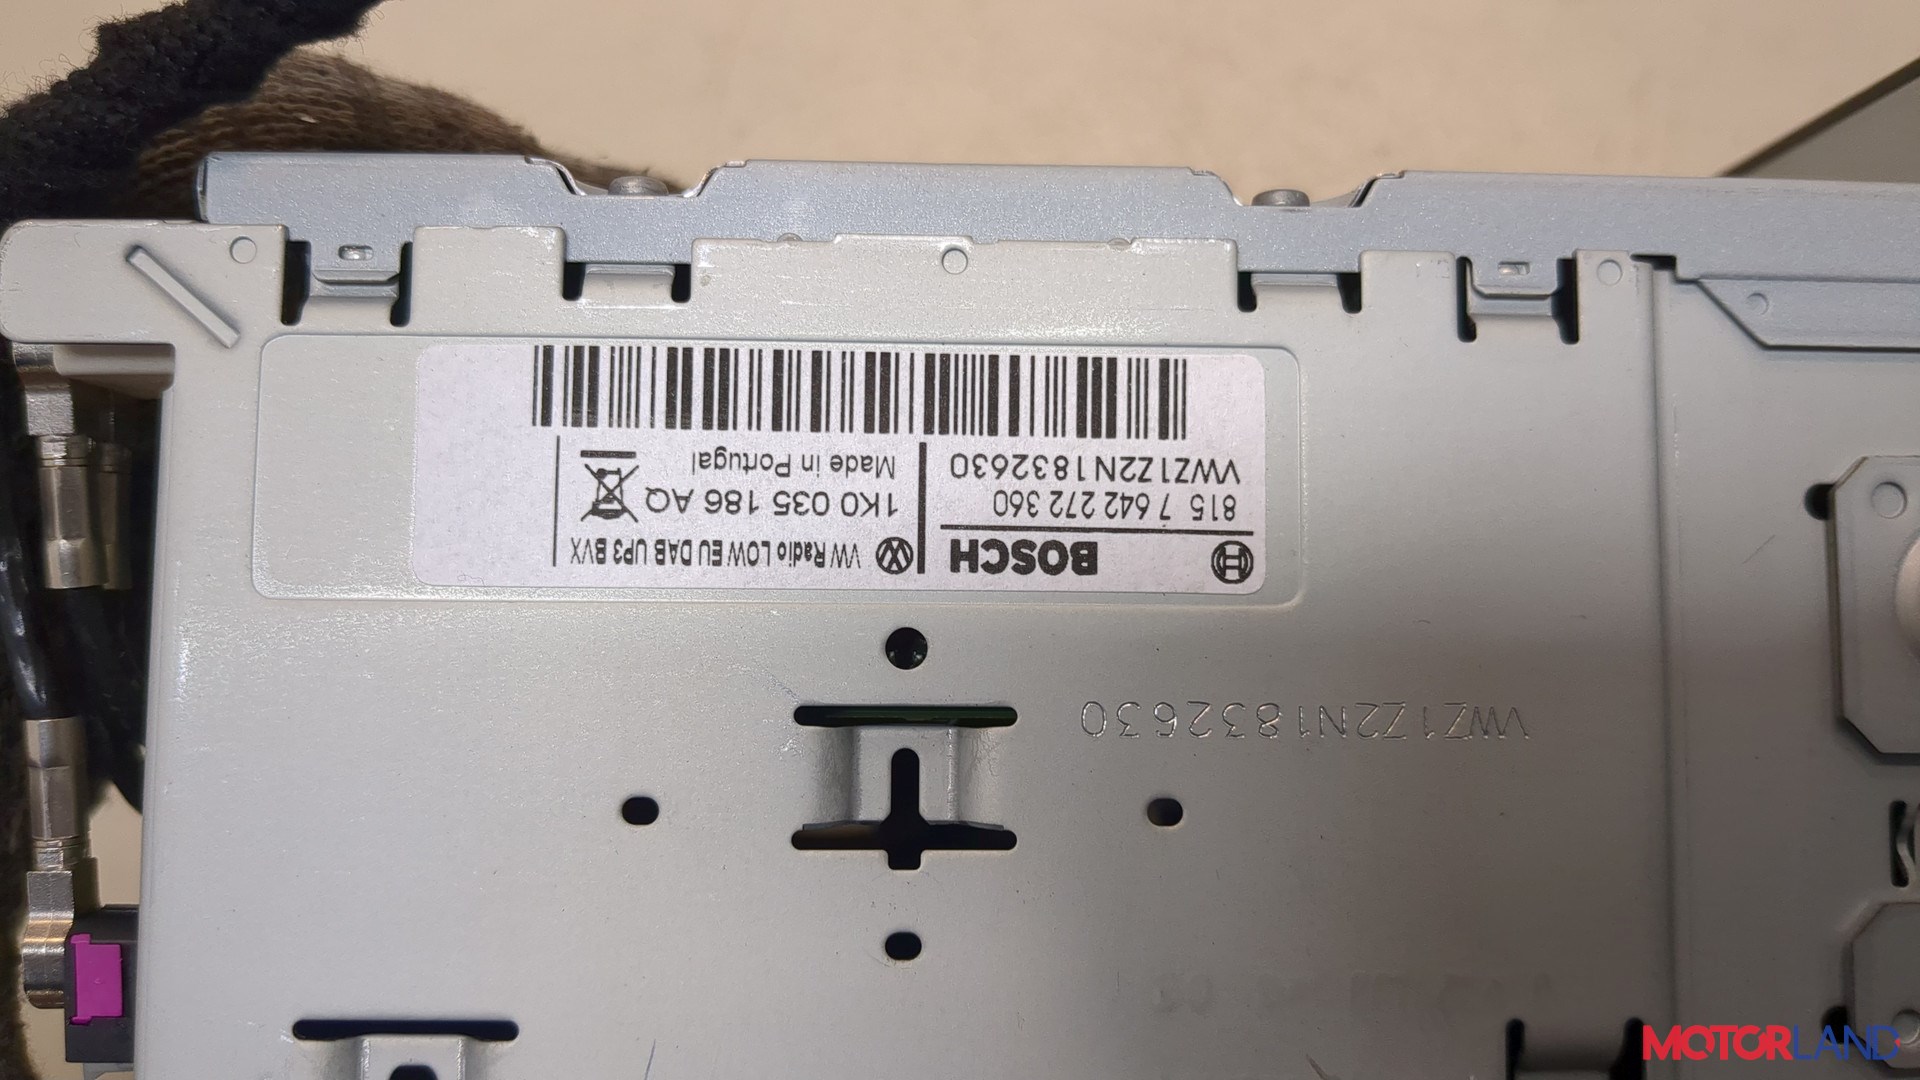 BOSCH
815 7 642 272 360
VWZ1Z2N1832630
VW Radio LOW EU DAB UP3 BVX
1K0 035 186 AQ
Made in Portugal
VWZ1Z2N1832630
MOTORLAND